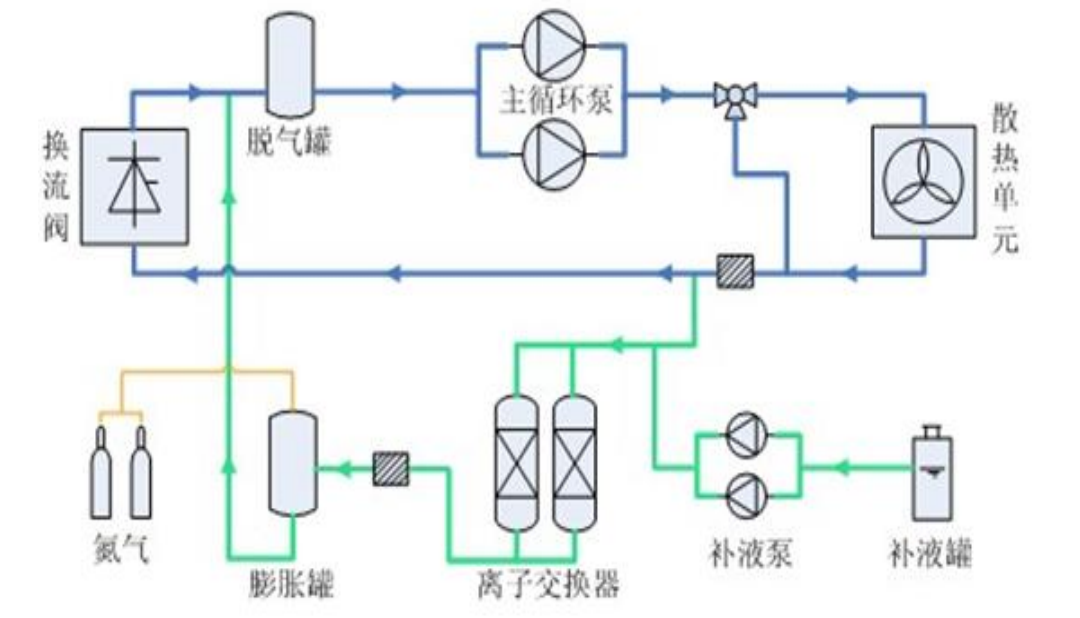 主循环泵
脱气罐
换流阀
散热单元
氮气
膨胀罐
离子交换器
补液泵
补液罐